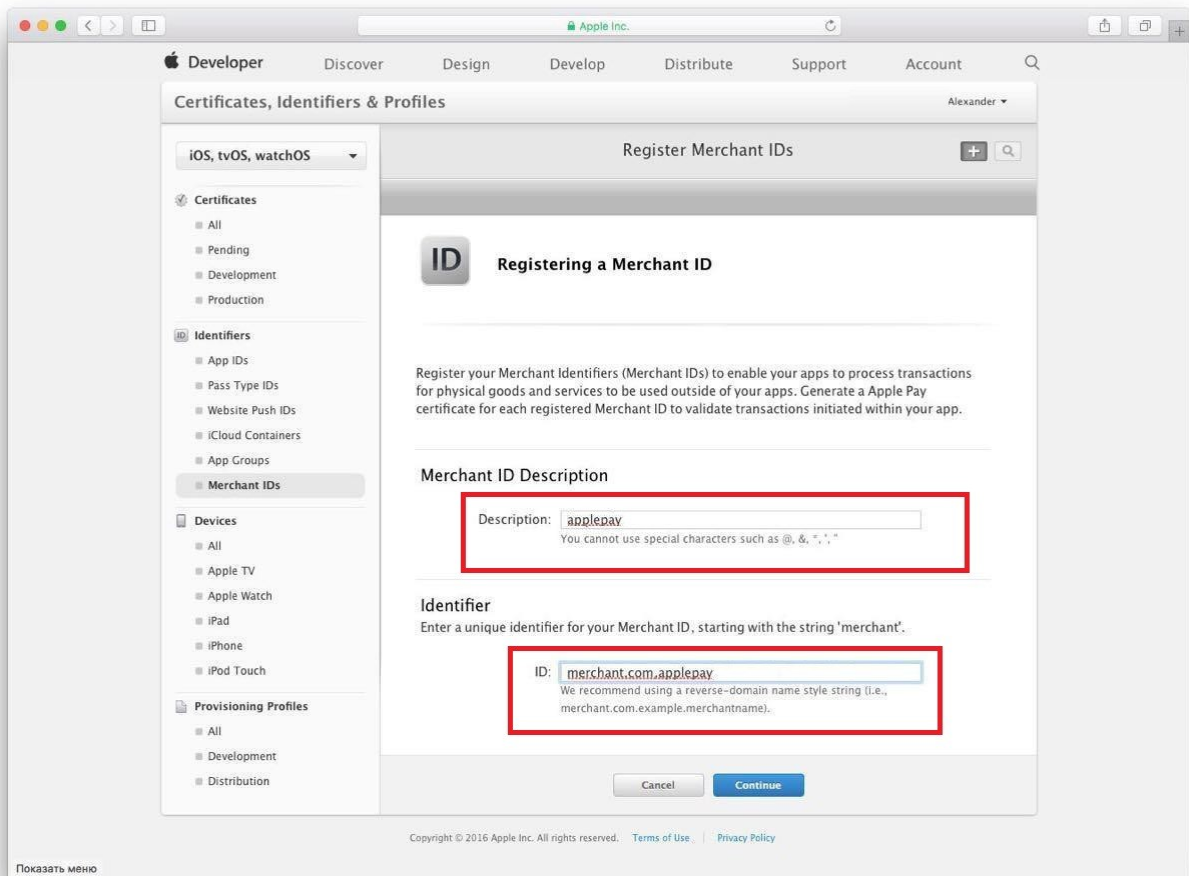 Apple Inc.
Developer Discover Design Develop Distribute Support Account
Certificates, Identifiers & Profiles
Alexander
iOS, tvOS, watchOS
Register Merchant IDs
Certificates
All
Pending
Development
Production
Identifiers
App IDs
Pass Type IDs
Website Push IDs
iCloud Containers
App Groups
Merchant IDs
Devices
All
Apple TV
Apple Watch
iPad
iPhone
iPod Touch
Provisioning Profiles
All
Development
Distribution
ID
Registering a Merchant ID
Register your Merchant Identifiers (Merchant IDs) to enable your apps to process transactions
for physical goods and services to be used outside of your apps. Generate a Apple Pay
certificate for each registered Merchant ID to validate transactions initiated within your app.
Merchant ID Description
Description: applepay
You cannot use special characters such as @, &, *, ', "
Identifier
Enter a unique identifier for your Merchant ID, starting with the string 'merchant'.
ID: merchant.com.applepay
We recommend using a reverse-domain name style string (i.e.,
merchant.com.example.merchantname).
Cancel Continue
Copyright © 2016 Apple Inc. All rights reserved. Terms of Use | Privacy Policy
Показать меню